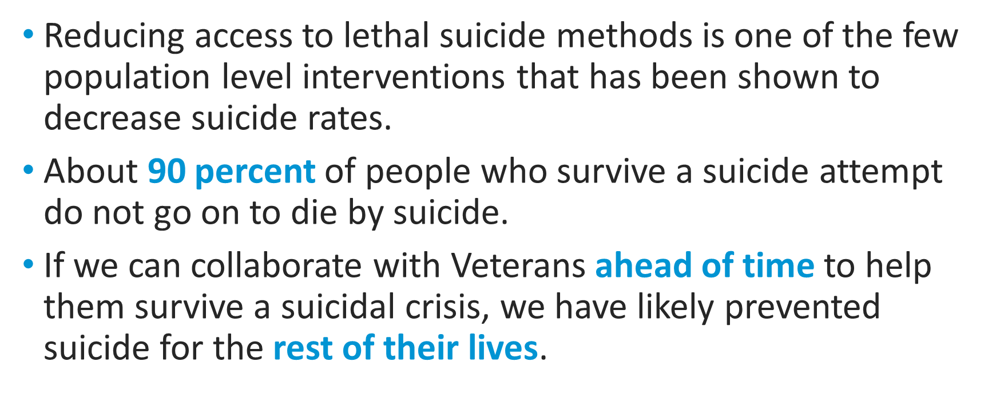 • Reducing access to lethal suicide methods is one of the few
population level interventions that has been shown to
decrease suicide rates.
• About 90 percent of people who survive a suicide attempt
do not go on to die by suicide.
• If we can collaborate with Veterans ahead of time to help
them survive a suicidal crisis, we have likely prevented
suicide for the rest of their lives.